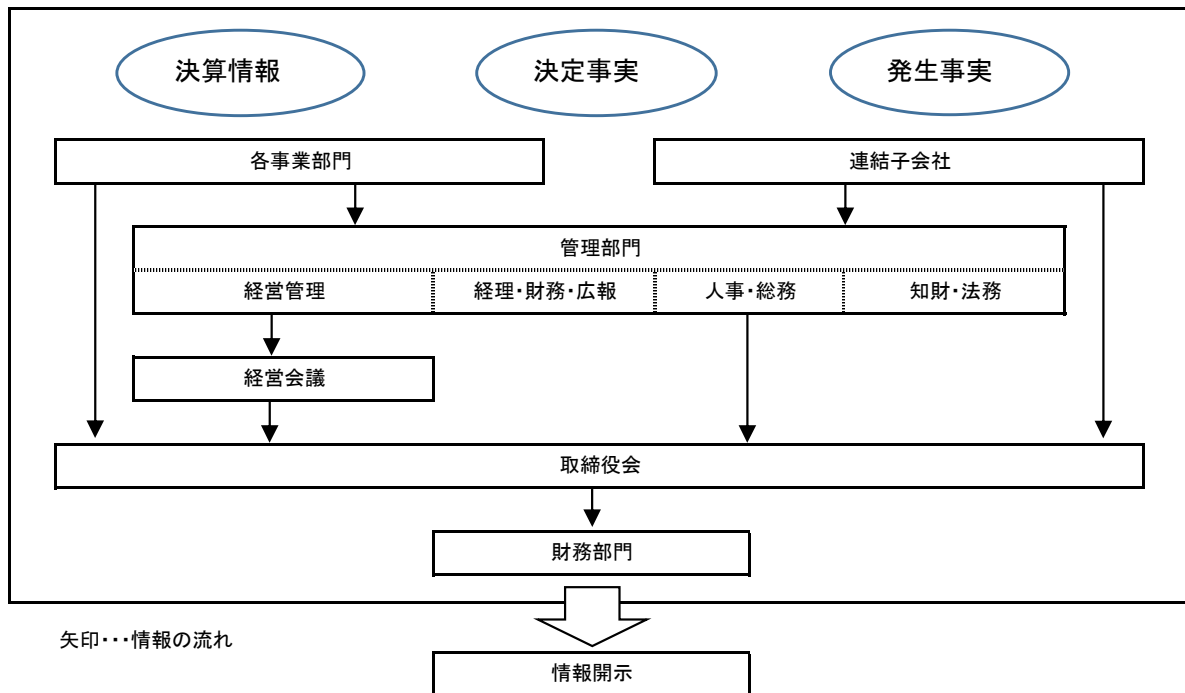 決算情報
決定事実
発生事実
各事業部門
連結子会社
管理部門
経営管理
経理・財務・広報
人事・総務
知財・法務
経営会議
取締役会
財務部門
矢印・・・情報の流れ
情報開示